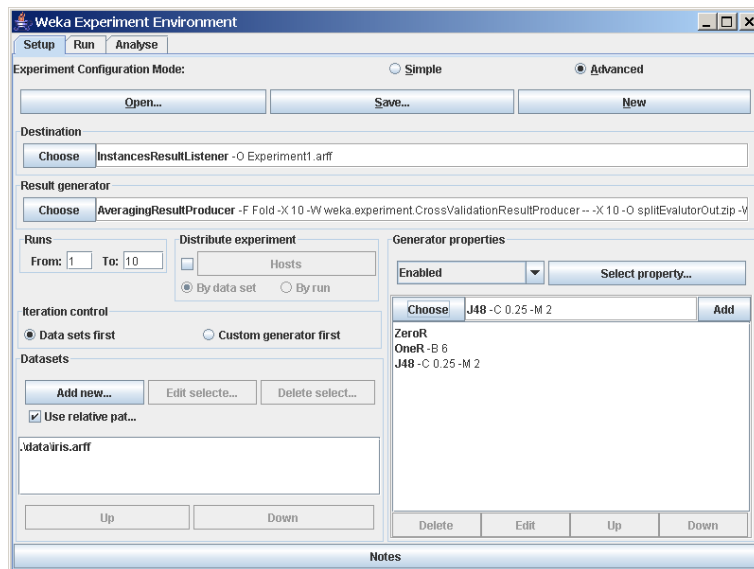 Weka Experiment Environment
Setup Run Analyse
Experiment Configuration Mode: Simple Advanced
Open... Save... New
Destination
Choose InstancesResultListener -O Experiment1.arff
Result generator
Choose AveragingResultProducer -F Fold -X 10 -W weka.experiment.CrossValidationResultProducer -- -X 10 -O splitEvalutorOut.zip -W
Runs
From: 1 To: 10
Distribute experiment
Hosts
By data set By run
Generator properties
Enabled Select property...
Iteration control
Data sets first Custom generator first
Choose J48 -C 0.25 -M 2 Add
ZeroR
OneR -B 6
J48 -C 0.25 -M 2
Datasets
Add new... Edit selecte... Delete select...
Use relative pat...
.\data\iris.arff
Up Down
Delete Edit Up Down
Notes